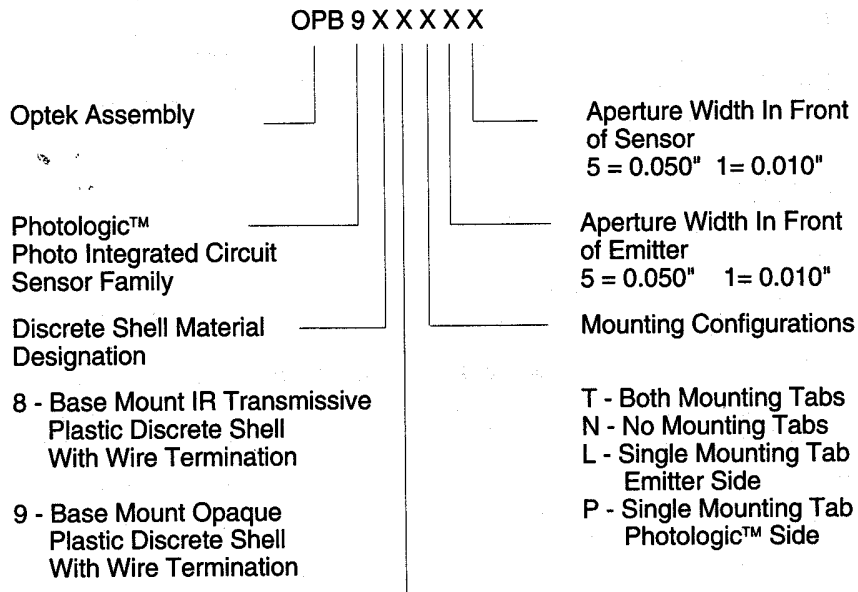 OPB 9 X X X X X
Optek Assembly
Photologic™
Photo Integrated Circuit
Sensor Family
Discrete Shell Material
Designation
8 - Base Mount IR Transmissive
Plastic Discrete Shell
With Wire Termination
9 - Base Mount Opaque
Plastic Discrete Shell
With Wire Termination
Aperture Width In Front
of Sensor
5 = 0.050" 1= 0.010"
Aperture Width In Front
of Emitter
5 = 0.050" 1= 0.010"
Mounting Configurations
T - Both Mounting Tabs
N - No Mounting Tabs
L - Single Mounting Tab
Emitter Side
P - Single Mounting Tab
Photologic™ Side